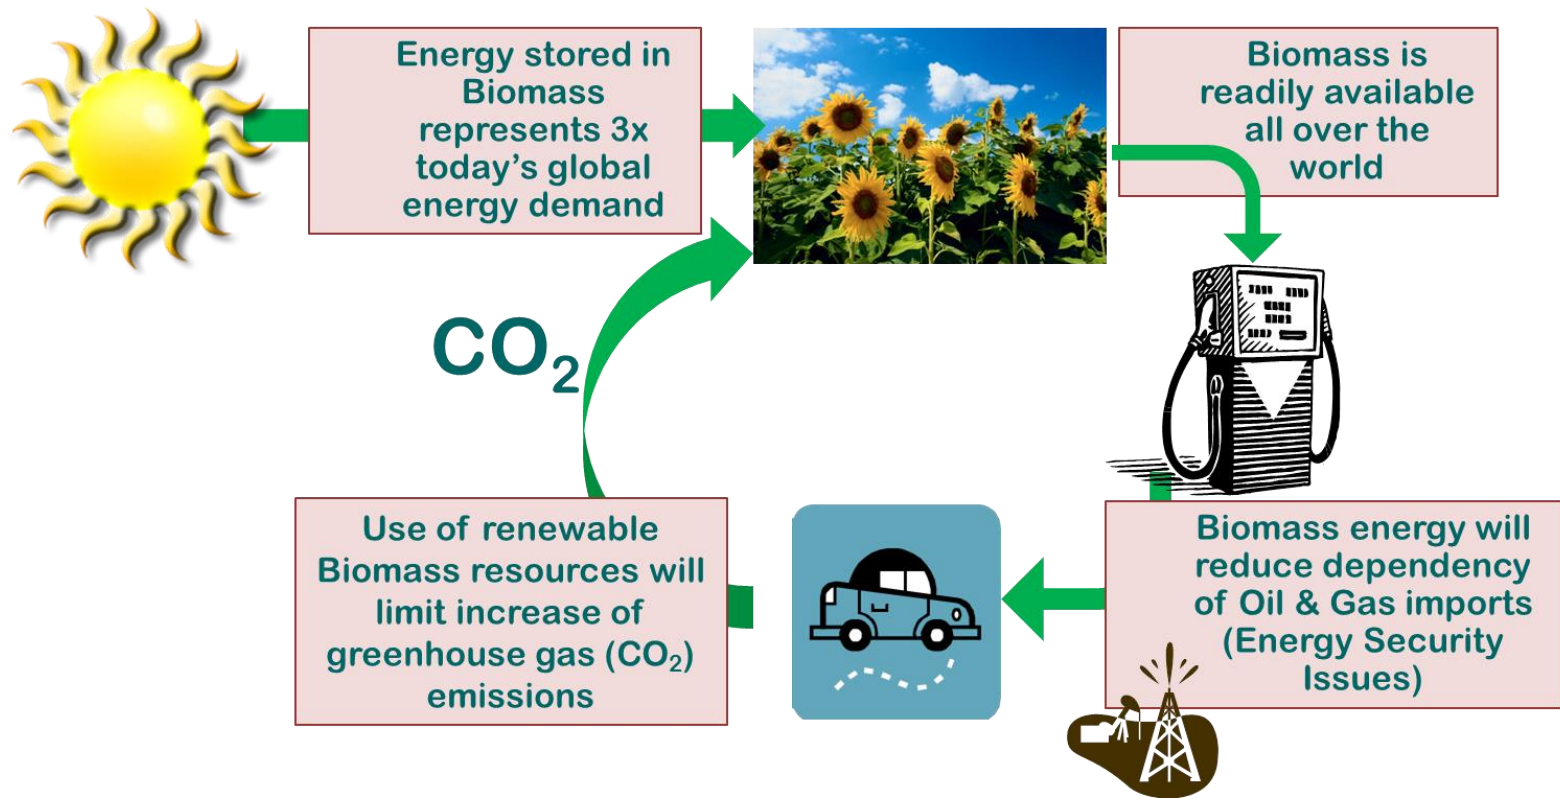 Energy stored in
Biomass
represents 3x
today's global
energy demand
Biomass is
readily available
all over the
world
CO₂
Use of renewable
Biomass resources will
limit increase of
greenhouse gas (CO₂)
emissions
Biomass energy will
reduce dependency
of Oil & Gas imports
(Energy Security
Issues)